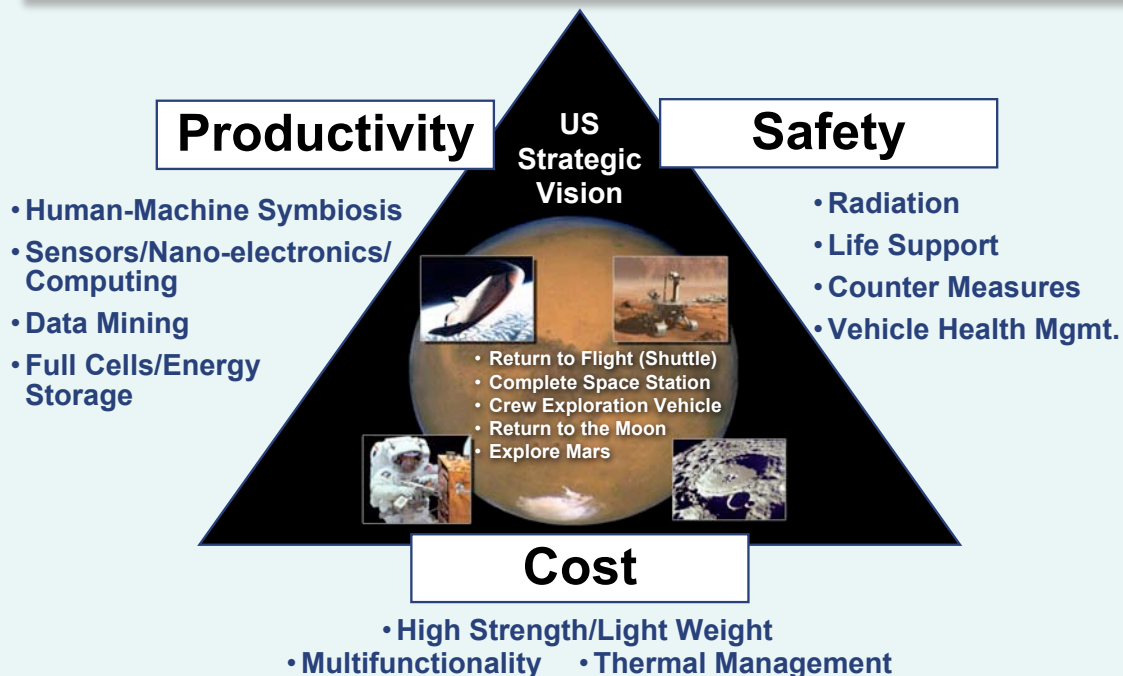 Productivity
US
Strategic
Vision
Safety
• Human-Machine Symbiosis
• Sensors/Nano-electronics/
Computing
• Data Mining
• Full Cells/Energy
Storage
• Radiation
• Life Support
• Counter Measures
• Vehicle Health Mgmt.
• Return to Flight (Shuttle)
• Complete Space Station
• Crew Exploration Vehicle
• Return to the Moon
• Explore Mars
Cost
• High Strength/Light Weight
• Multifunctionality • Thermal Management